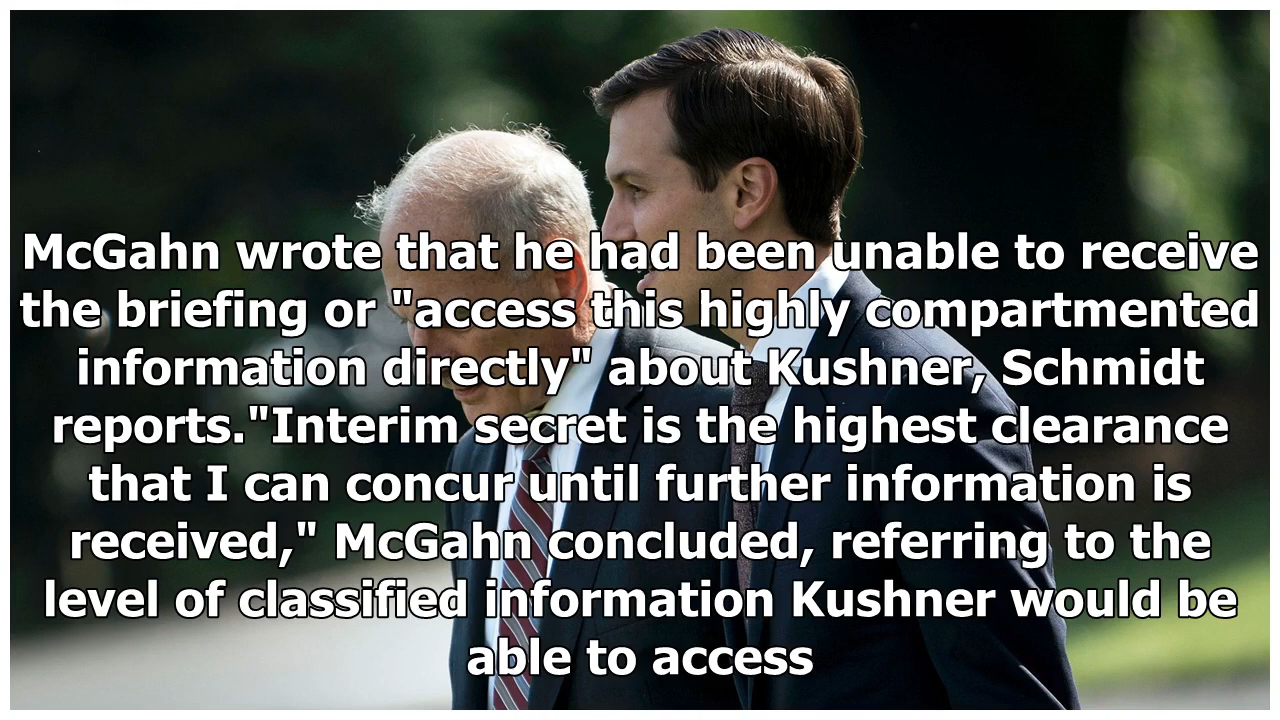 McGahn wrote that he had been unable to receive
the briefing or "access this highly compartmented
information directly" about Kushner, Schmidt
reports."Interim secret is the highest clearance
that I can concur until further information is
received," McGahn concluded, referring to the
level of classified information Kushner would be
able to access